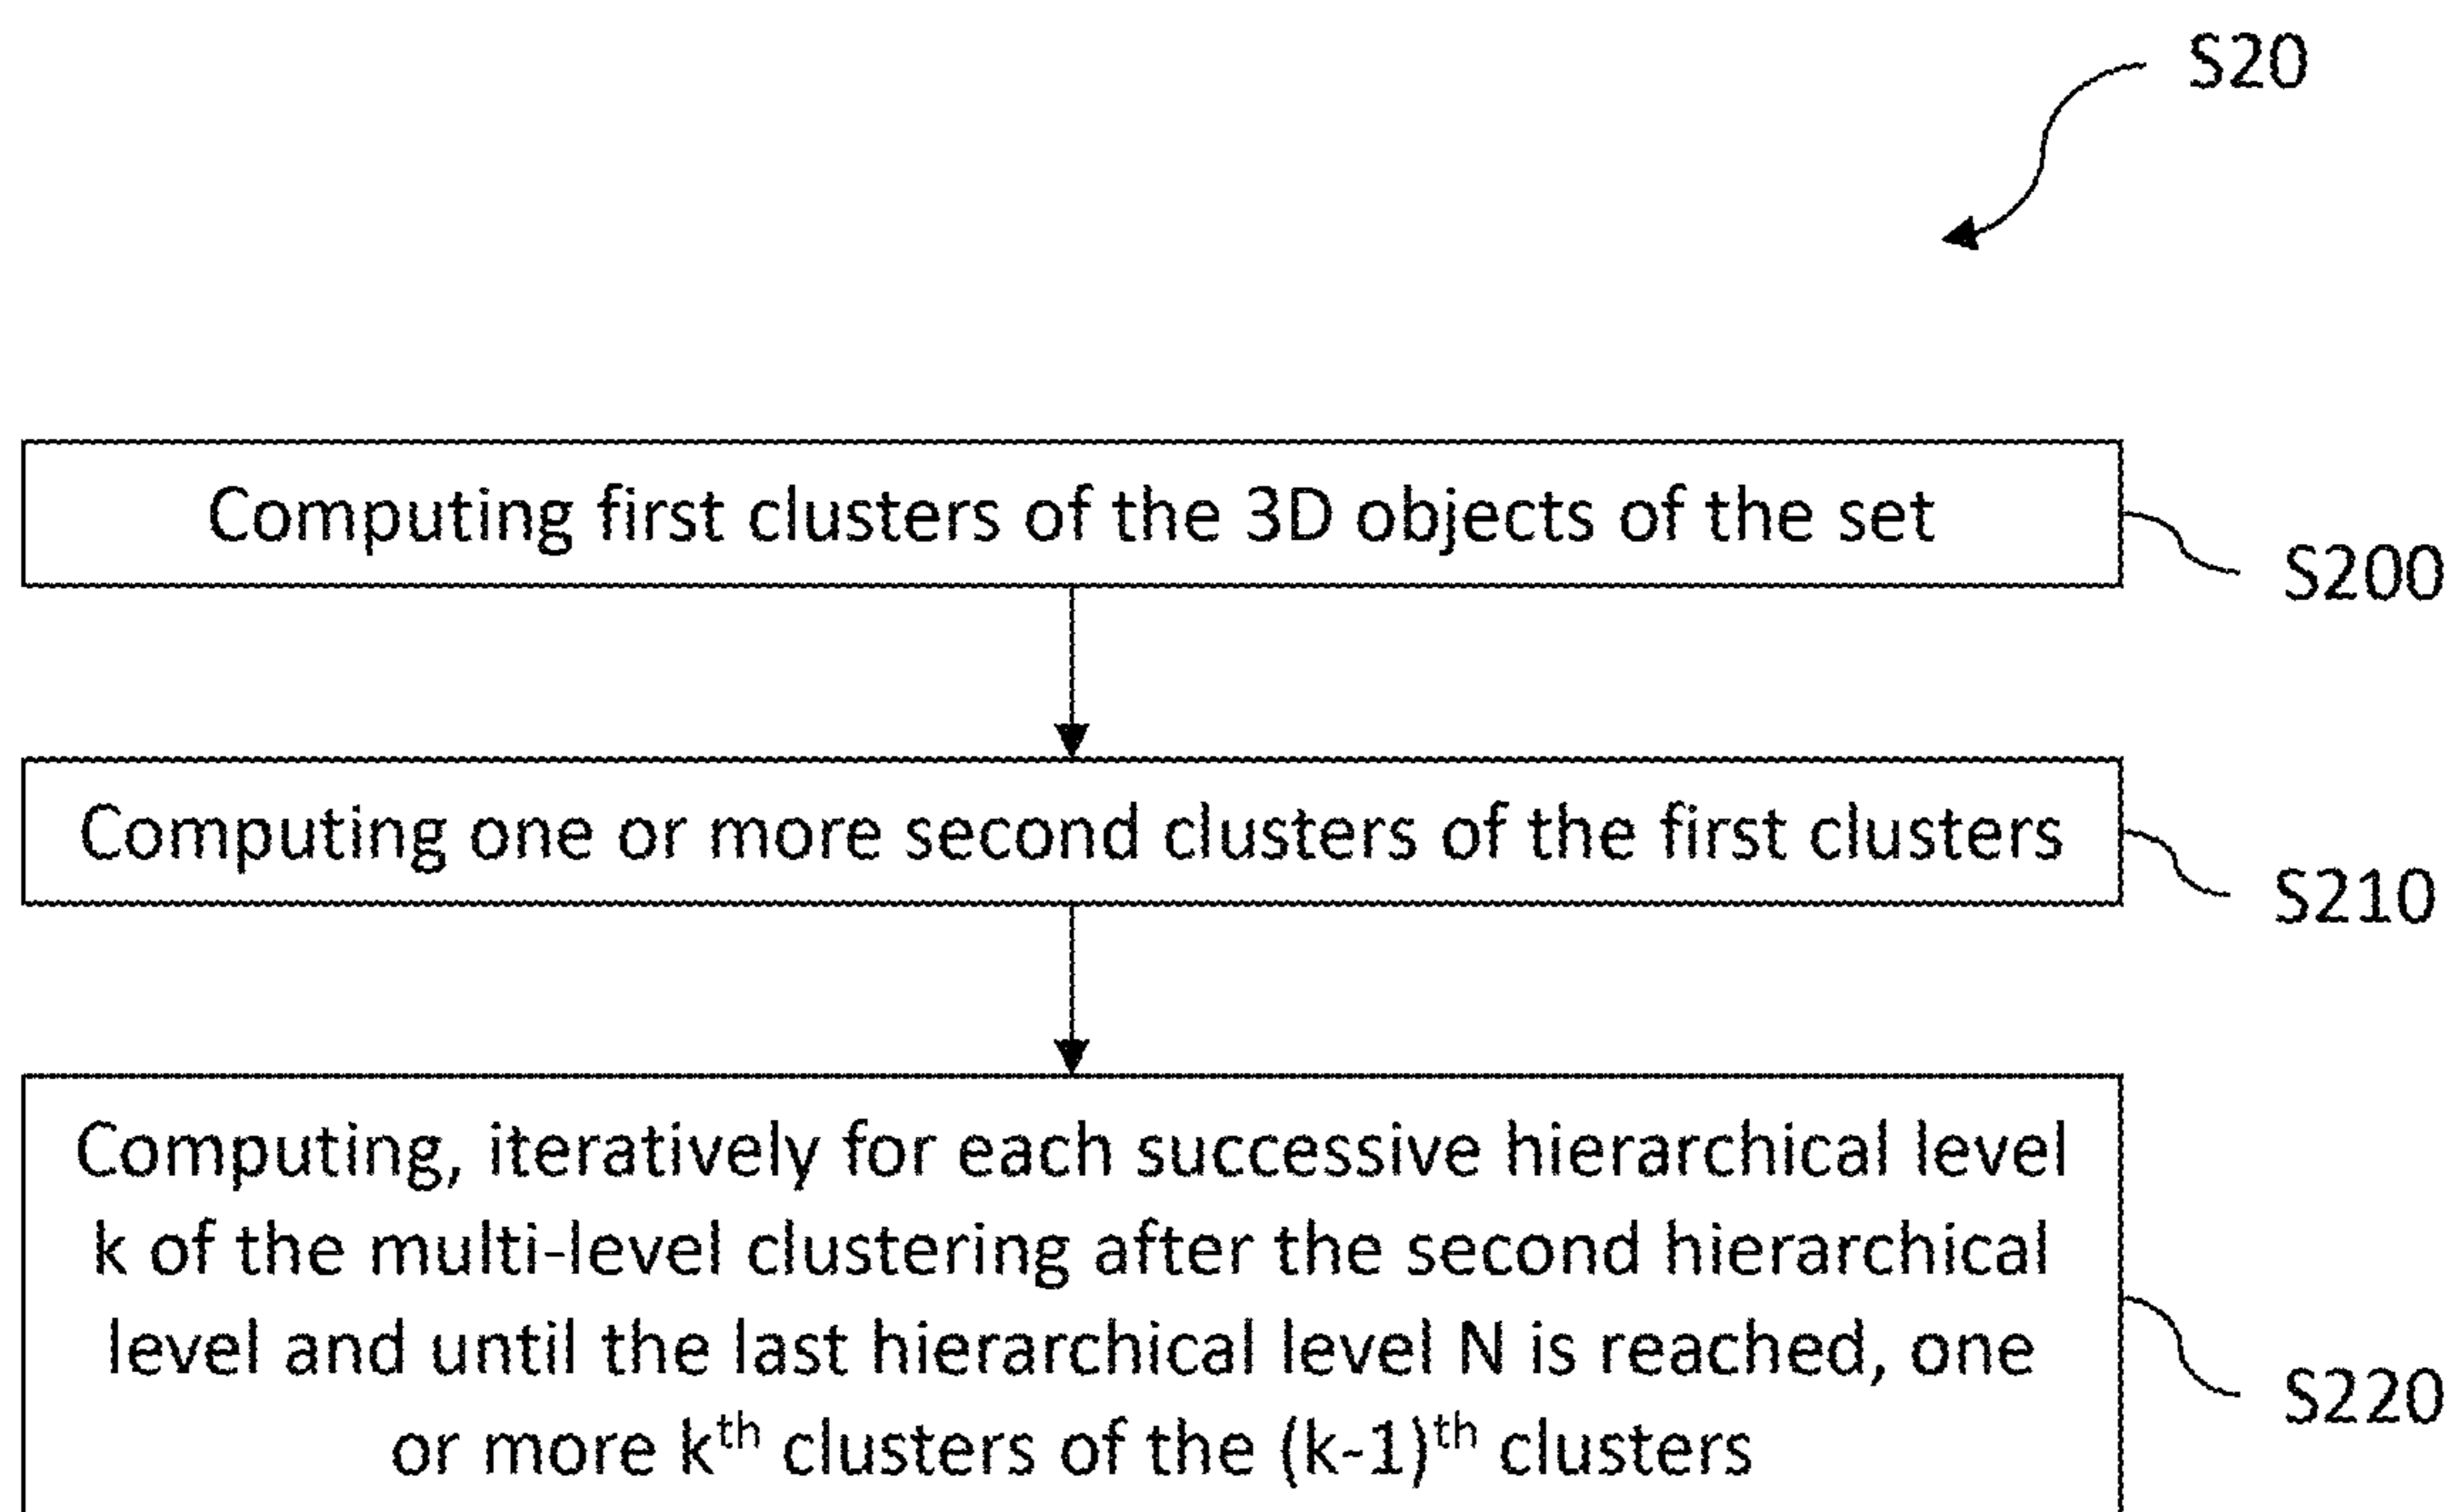 S20
Computing first clusters of the 3D objects of the set
S200
Computing one or more second clusters of the first clusters
S210
Computing, iteratively for each successive hierarchical level
k of the multi-level clustering after the second hierarchical
level and until the last hierarchical level N is reached, one
or more kth clusters of the (k-1)th clusters
S220